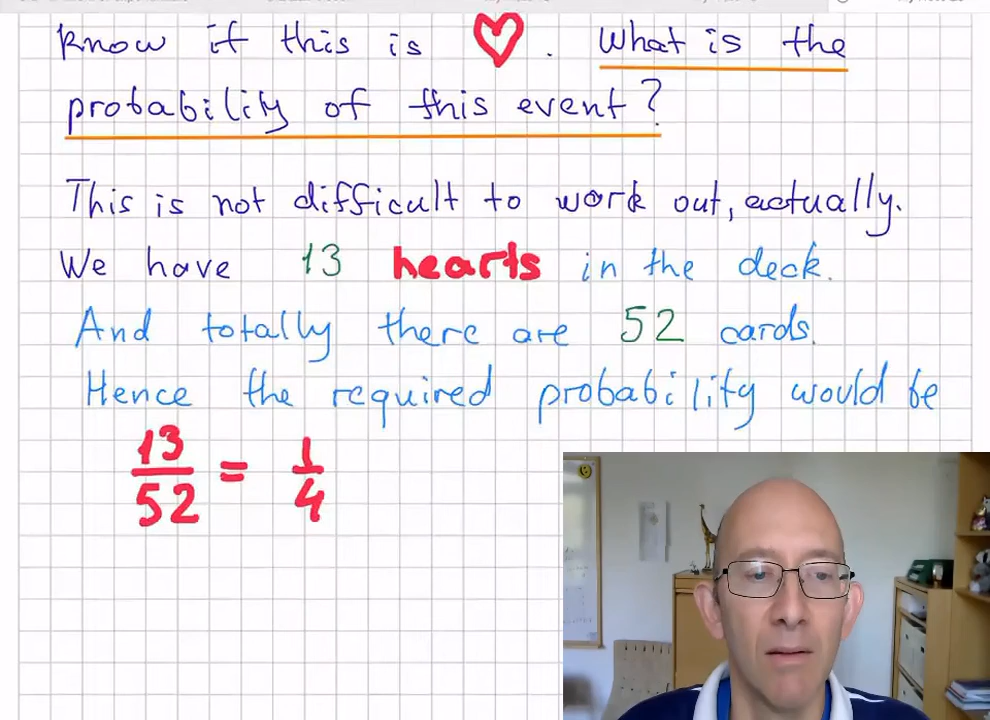 know if this is ♡. What is the
probability of this event?
This is not difficult to work out, actually.
We have 13 hearts in the deck.
And totally there are 52 cards.
Hence the required probability would be
13/52 = 1/4